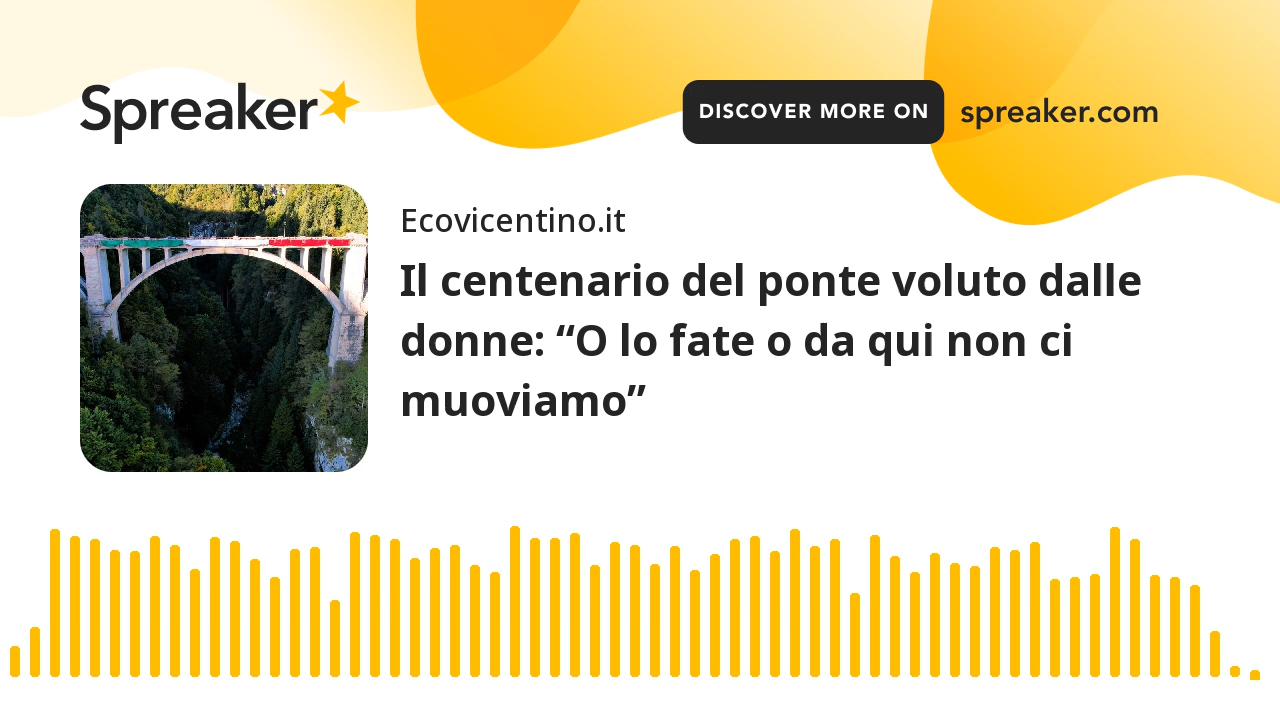 Spreaker
DISCOVER MORE ON
spreaker.com
Ecovicentino.it
Il centenario del ponte voluto dalle
donne: “O lo fate o da qui non ci
muoviamo”